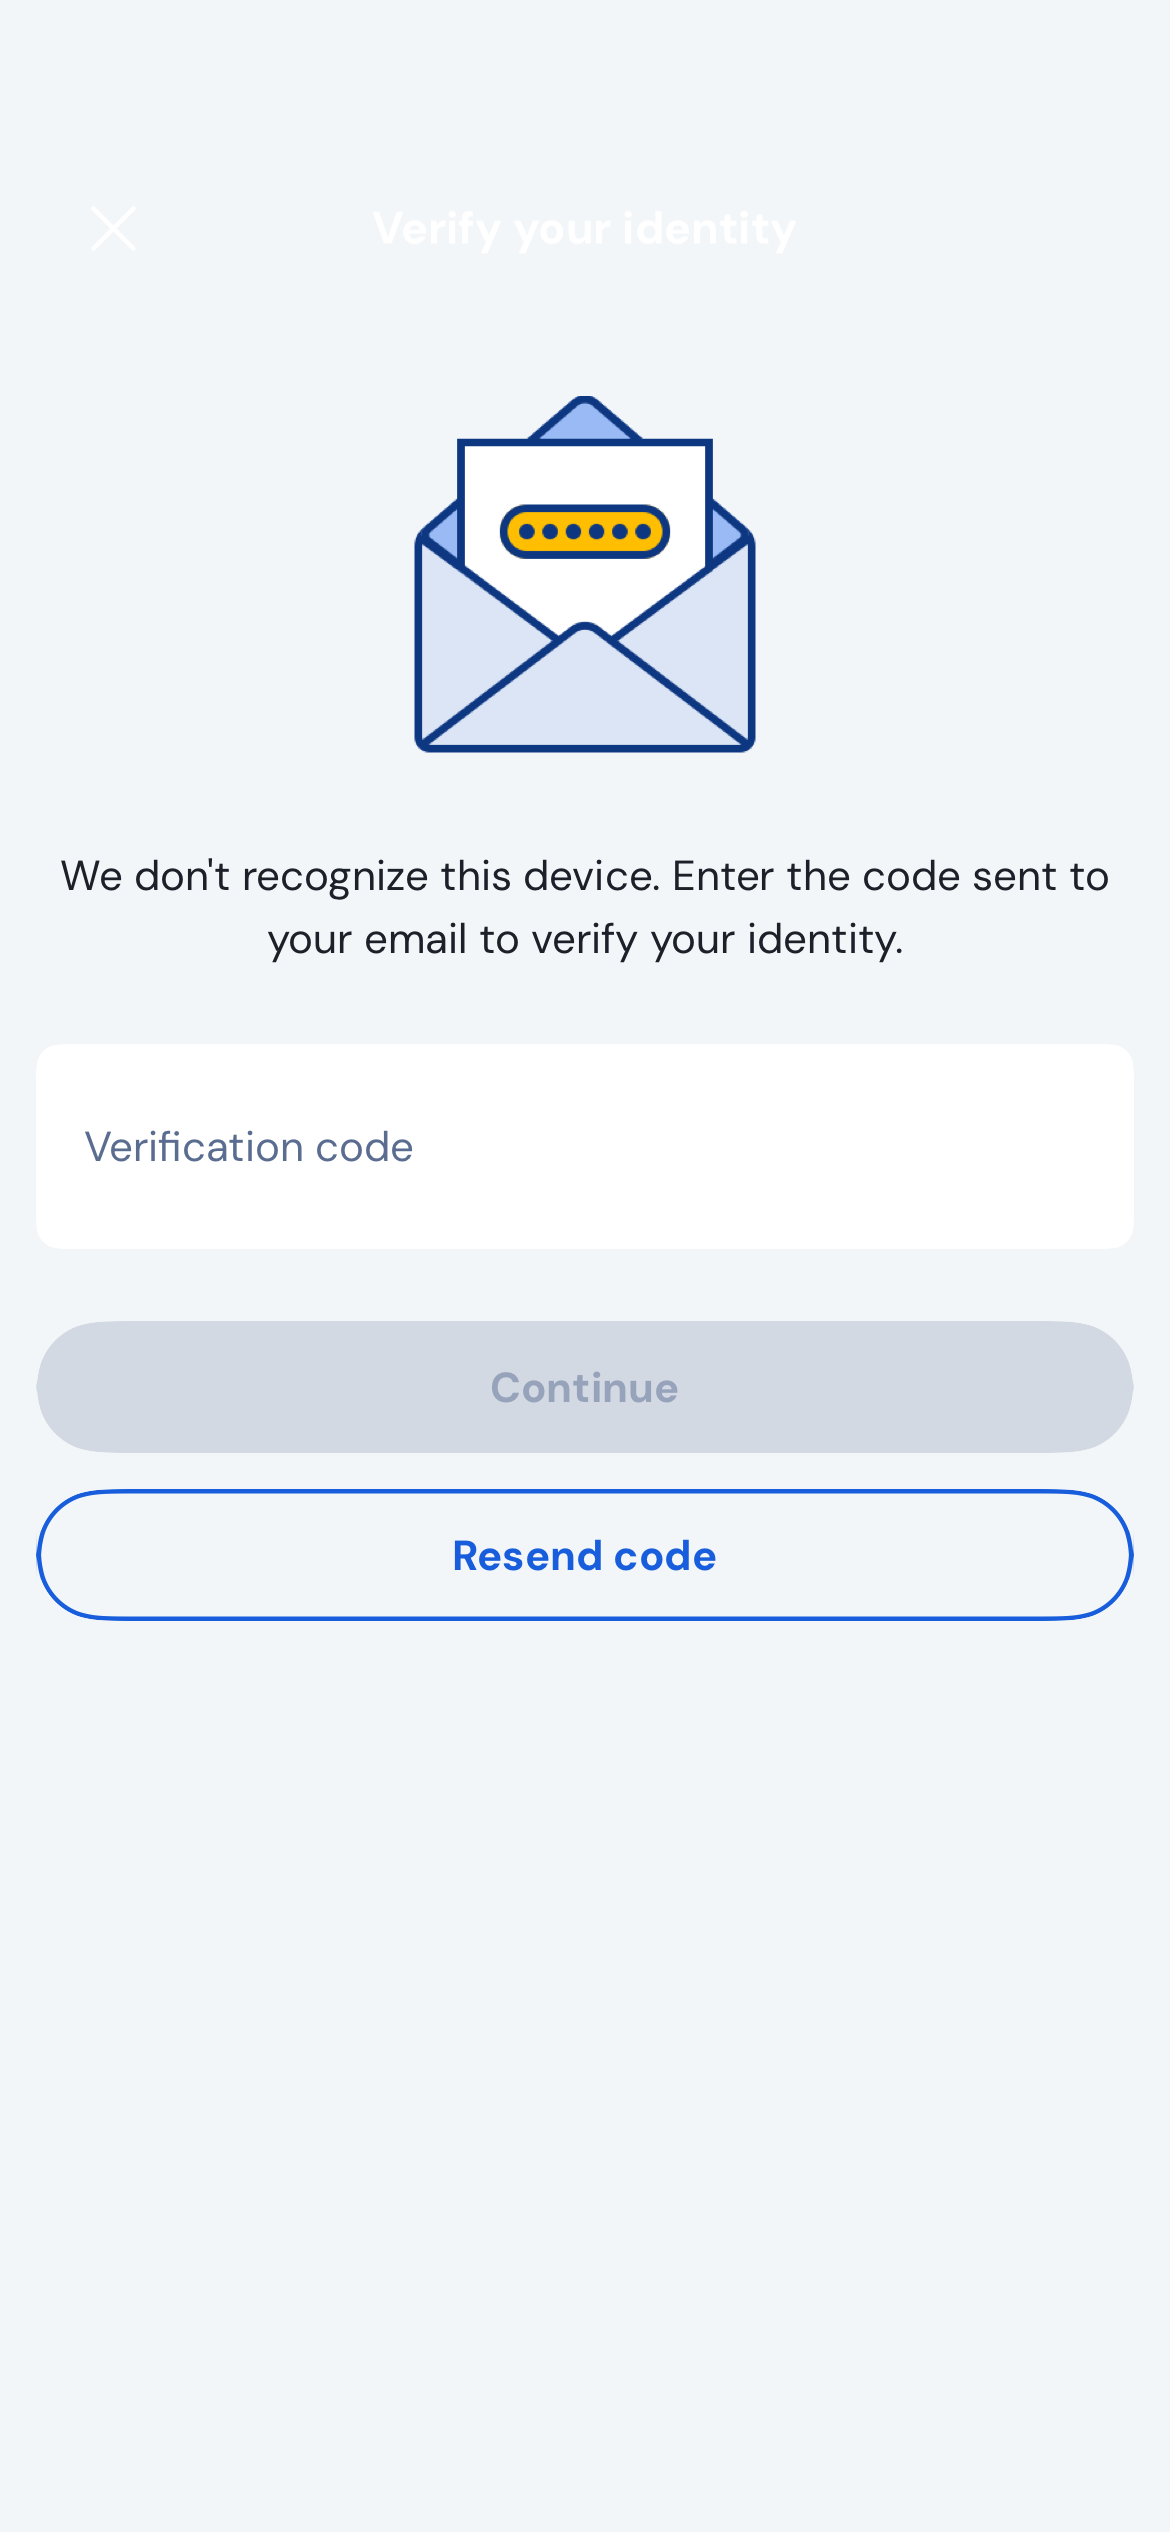 Verify your identity
We don't recognize this device. Enter the code sent to
your email to verify your identity.
Verification code
Continue
Resend code